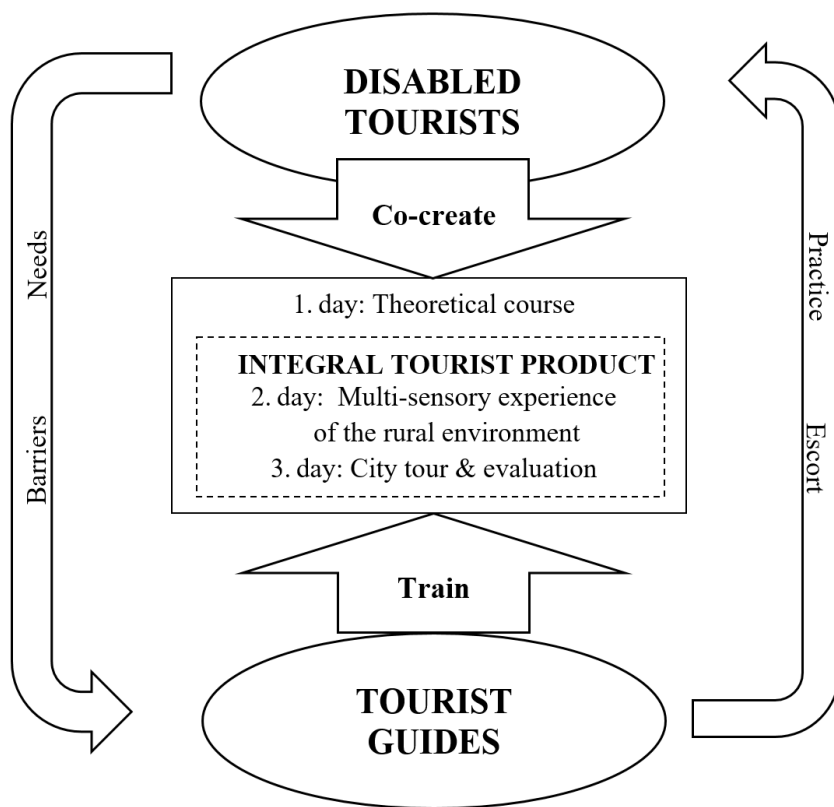 DISABLED
TOURISTS
Co-create
Needs
Barriers
1. day: Theoretical course
INTEGRAL TOURIST PRODUCT
2. day: Multi-sensory experience
of the rural environment
3. day: City tour & evaluation
Practice
Escort
Train
TOURIST
GUIDES